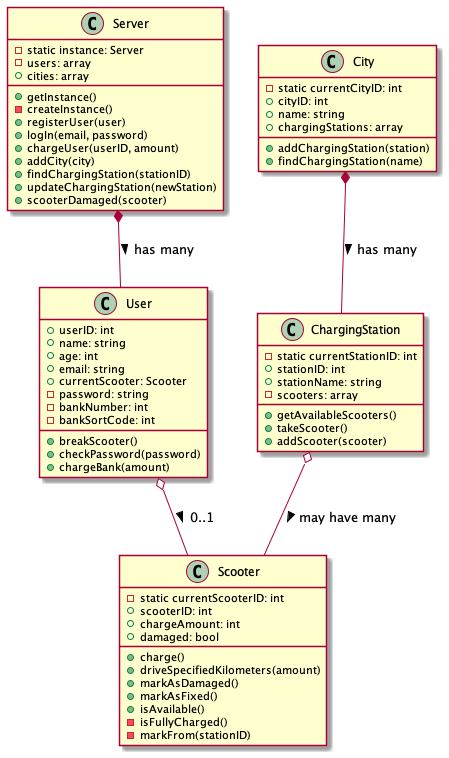 C Server
static instance: Server
users: array
cities: array
getInstance()
createInstance()
registerUser(user)
logIn(email, password)
chargeUser(userID, amount)
addCity(city)
findChargingStation(stationID)
updateChargingStation(newStation)
scooterDamaged(scooter)
C City
static currentCityID: int
cityID: int
name: string
chargingStations: array
addChargingStation(station)
findChargingStation(name)
has many
has many
C User
userID: int
name: string
age: int
email: string
currentScooter: Scooter
password: string
bankNumber: int
bankSortCode: int
breakScooter()
checkPassword(password)
chargeBank(amount)
C ChargingStation
static currentStationID: int
stationID: int
stationName: string
scooters: array
getAvailableScooters()
takeScooter()
addScooter(scooter)
0..1
may have many
C Scooter
static currentScooterID: int
scooterID: int
chargeAmount: int
damaged: bool
charge()
driveSpecifiedKilometers(amount)
markAsDamaged()
markAsFixed()
isAvailable()
isFullyCharged()
markFrom(stationID)